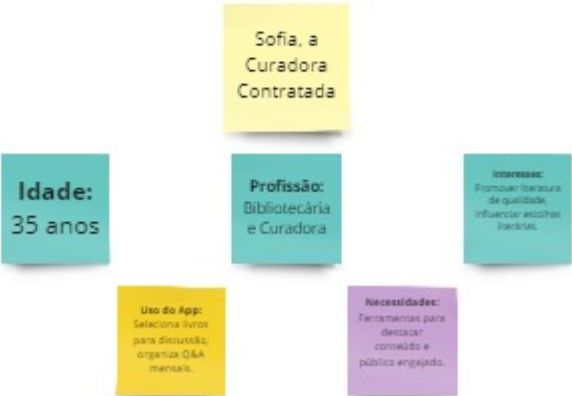 Sofia, a
Curadora
Contratada
Idade:
35 anos
Profissão:
Bibliotecária
e Curadora
Interesses:
Promover literatura
de qualidade,
influenciar escolhas
literárias.
Uso do App:
Seleciona livros
para discussão,
organiza Q&A
mensais.
Necessidades:
Ferramentas para
destacar
conteúdo e
público engajado.